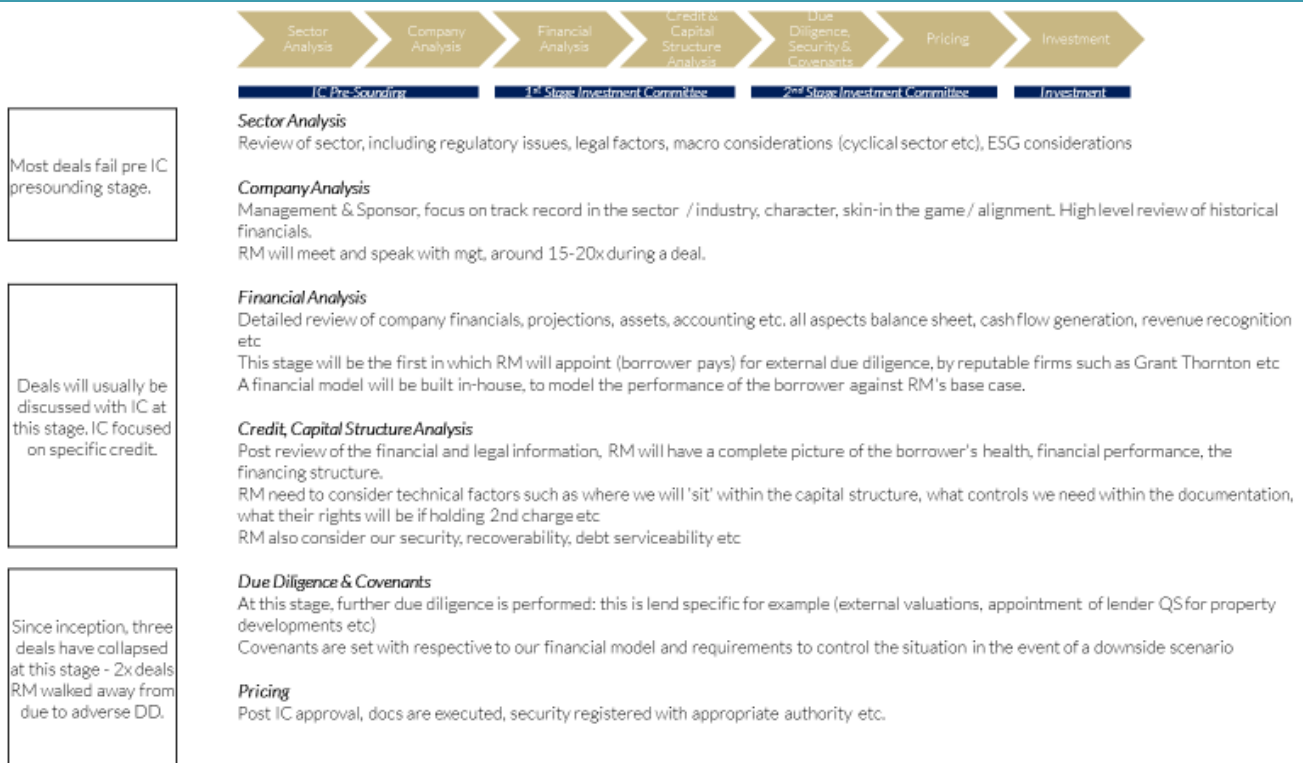 Sector
Analysis
Company
Analysis
Financial
Analysis
Credit &
Capital
Structure
Analysis
Due
Diligence,
Security &
Covenants
Pricing
Investment
IC Pre-Sounding
1st Stage Investment Committee
2nd Stage Investment Committee
Investment
Most deals fail pre IC
presounding stage.
Sector Analysis
Review of sector, including regulatory issues, legal factors, macro considerations (cyclical sector etc), ESG considerations
Company Analysis
Management & Sponsor, focus on track record in the sector / industry, character, skin-in the game / alignment. High level review of historical
financials.
RM will meet and speak with mgt, around 15-20x during a deal.
Deals will usually be
discussed with IC at
this stage. IC focused
on specific credit.
Financial Analysis
Detailed review of company financials, projections, assets, accounting etc. all aspects balance sheet, cash flow generation, revenue recognition
etc
This stage will be the first in which RM will appoint (borrower pays) for external due diligence, by reputable firms such as Grant Thornton etc
A financial model will be built in-house, to model the performance of the borrower against RM's base case.
Credit, Capital Structure Analysis
Post review of the financial and legal information, RM will have a complete picture of the borrower's health, financial performance, the
financing structure.
RM need to consider technical factors such as where we will 'sit' within the capital structure, what controls we need within the documentation,
what their rights will be if holding 2nd charge etc
RM also consider our security, recoverability, debt serviceability etc
Since inception, three
deals have collapsed
at this stage - 2x deals
RM walked away from
due to adverse DD.
Due Diligence & Covenants
At this stage, further due diligence is performed: this is lend specific for example (external valuations, appointment of lender QS for property
developments etc)
Covenants are set with respective to our financial model and requirements to control the situation in the event of a downside scenario
Pricing
Post IC approval, docs are executed, security registered with appropriate authority etc.